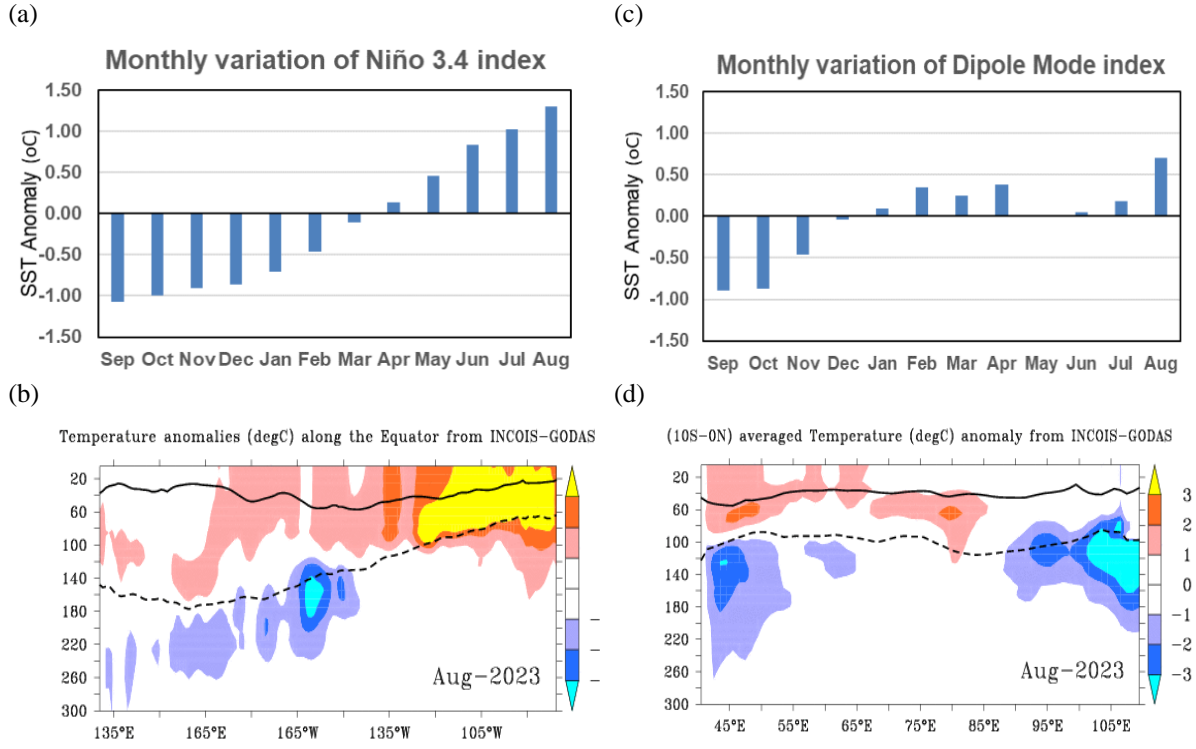 (a)
Monthly variation of Niño 3.4 index
SST Anomaly (oC)
1.50
1.00
0.50
0.00
-0.50
-1.00
-1.50
Sep Oct Nov Dec Jan Feb Mar Apr May Jun Jul Aug
(c)
Monthly variation of Dipole Mode index
SST Anomaly (oC)
1.50
1.00
0.50
0.00
-0.50
-1.00
-1.50
Sep Oct Nov Dec Jan Feb Mar Apr May Jun Jul Aug
(b)
Temperature anomalies (degC) along the Equator from INCOIS-GODAS
20
60
100
140
180
220
260
300
Aug-2023
135°E 165°E 165°W 135°W 105°W
–
–
(d)
(10S-0N) averaged Temperature (degC) anomaly from INCOIS-GODAS
20
60
100
140
180
220
260
300
Aug-2023
45°E 55°E 65°E 75°E 85°E 95°E 105°E
3
2
1
0
-1
-2
-3